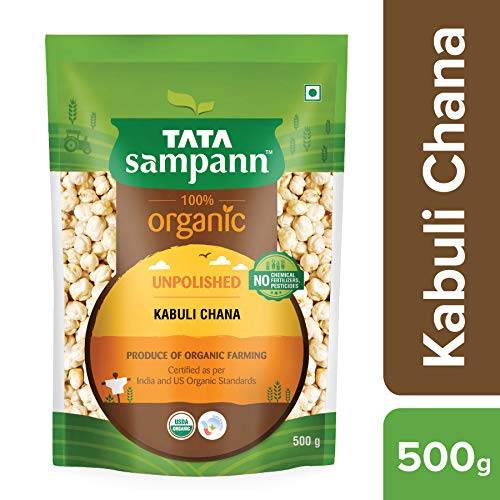 TATA
sampann™
100%
organic
UNPOLISHED
NO CHEMICAL
FERTILIZERS,
PESTICIDES
KABULI CHANA
PRODUCE OF ORGANIC FARMING
Certified as per
India and US Organic Standards
USDA
ORGANIC
500 g
Kabuli Chana
500g